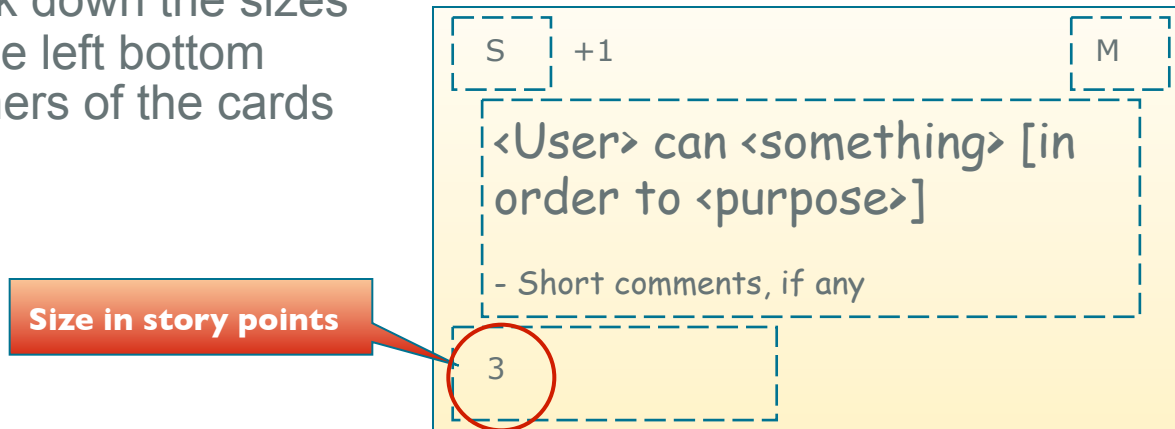 k down the sizes
e left bottom
ners of the cards
S +1 M
<User> can <something> [in
order to <purpose>]
- Short comments, if any
Size in story points
3